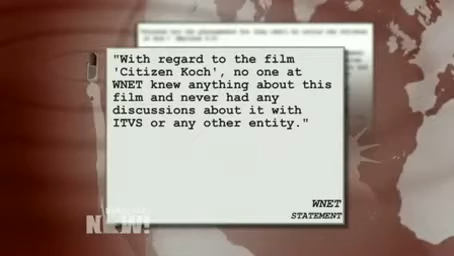 "With regard to the film
'Citizen Koch', no one at
WNET knew anything about this
film and never had any
discussions about it with
ITVS or any other entity."
WNET
STATEMENT
NOW!